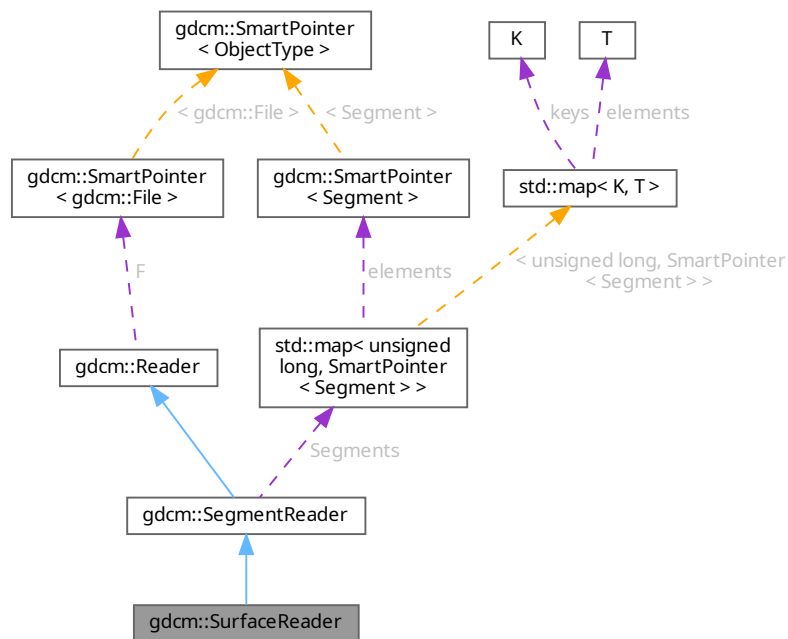 gdcm::SmartPointer
< ObjectType >
K
T
< gdcm::File >
< Segment >
keys
elements
gdcm::SmartPointer
< gdcm::File >
gdcm::SmartPointer
< Segment >
std::map< K, T >
F
elements
< unsigned long, SmartPointer
< Segment > >
gdcm::Reader
std::map< unsigned
long, SmartPointer
< Segment > >
Segments
gdcm::SegmentReader
gdcm::SurfaceReader